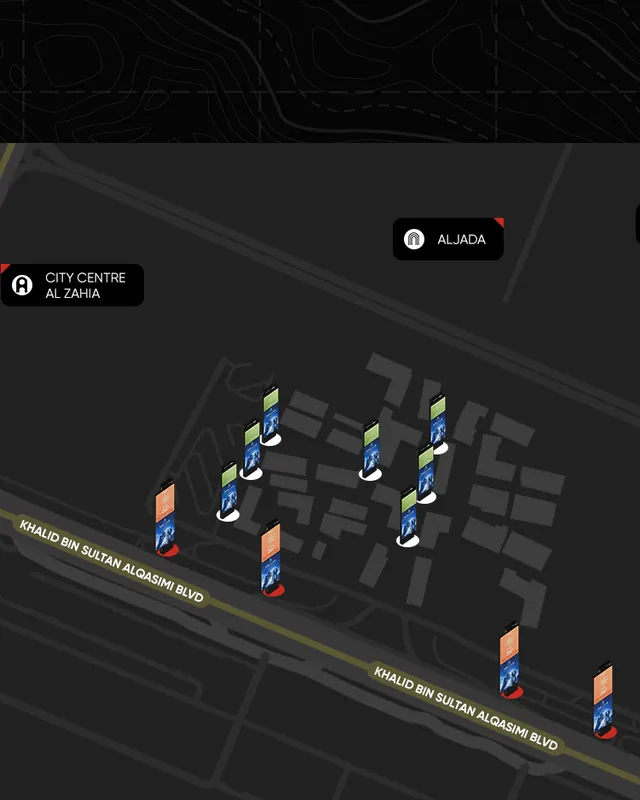 ALJADA
CITY CENTRE
AL ZAHIA
KHALID BIN SULTAN ALQASIMI BLVD
KHALID BIN SULTAN ALQASIMI BLVD